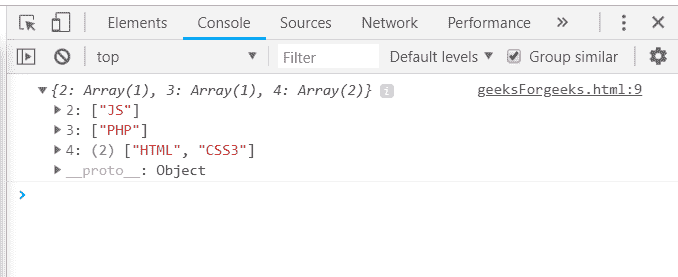 Elements Console Sources Network Performance »
top Filter Default levels Group similar
{2: Array(1), 3: Array(1), 4: Array(2)} i geeksForgeeks.html:9
2: ["JS"]
3: ["PHP"]
4: (2) ["HTML", "CSS3"]
__proto__: Object
>